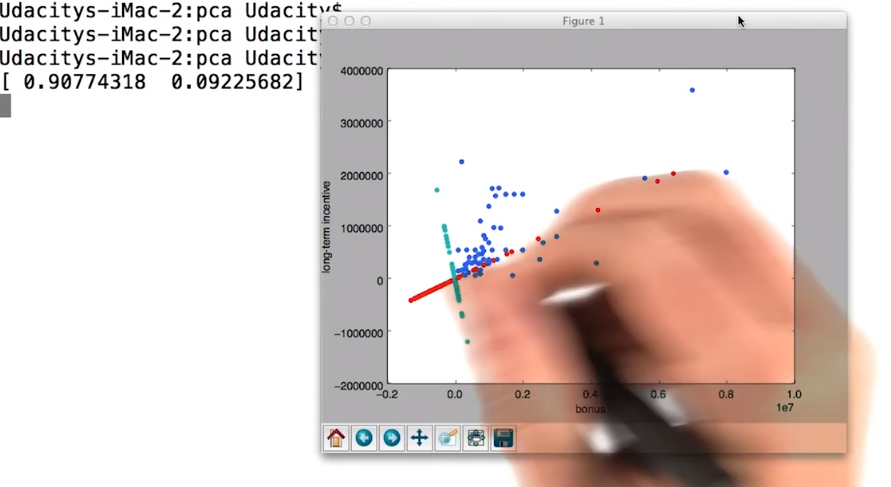 Udacitys-iMac-2:pca Udacity$
Udacitys-iMac-2:pca Udacity
Udacitys-iMac-2:pca Udacity
[ 0.90774318  0.09225682]
Figure 1
4000000
3000000
2000000
1000000
0
−1000000
−2000000
long-term incentive
−0.2 0.0 0.2 0.4 0.6 0.8 1.0
bonus
1e7